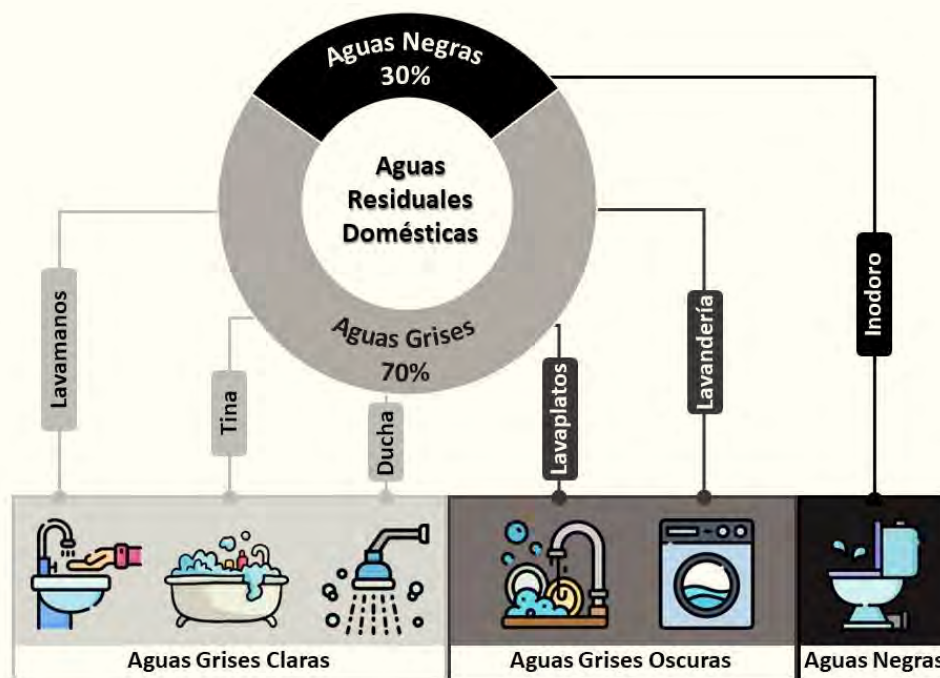 Aguas Negras
30%
Aguas
Residuales
Domésticas
Aguas Grises
70%
Lavamanos
Tina
Ducha
Lavaplatos
Lavandería
Inodoro
Aguas Grises Claras
Aguas Grises Oscuras
Aguas Negras